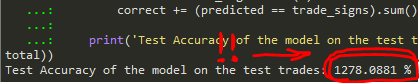 ...: correct += (predicted == trade_signs).sum()
...:
...: print('Test Accuracy of the model on the test t
total))
Test Accuracy of the model on the test trades: 1278.0881 %
!!